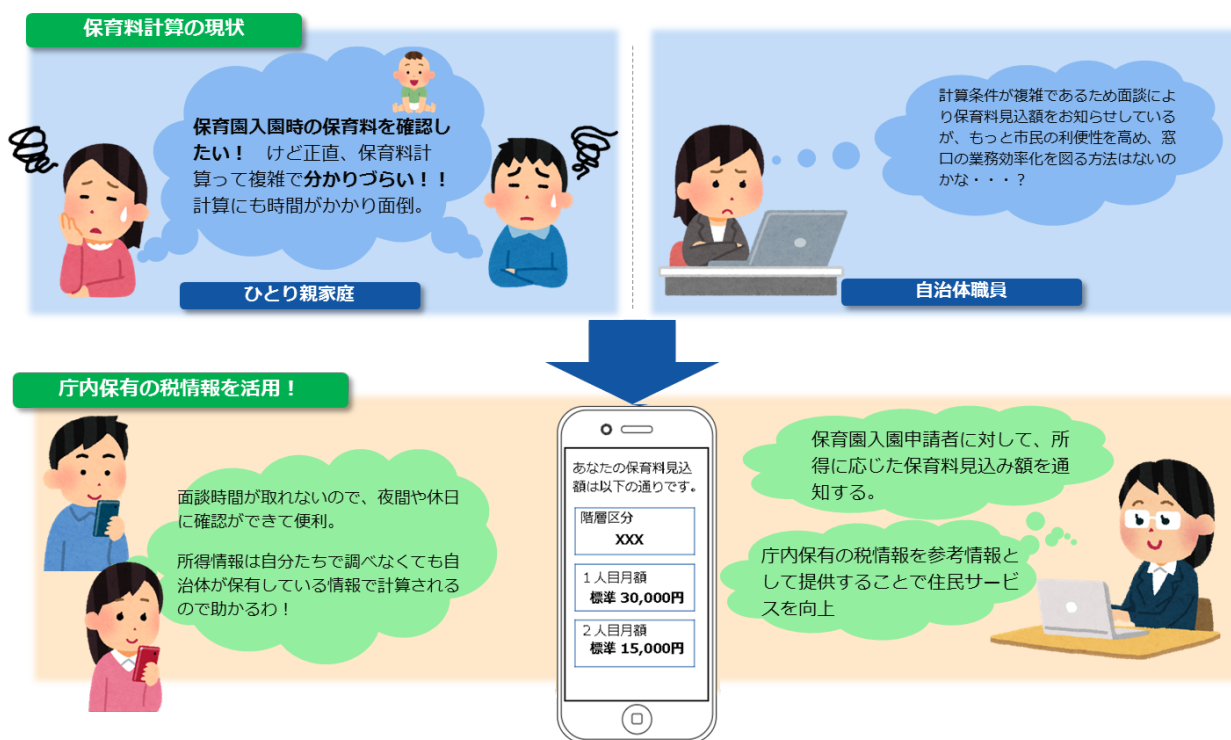 保育料計算の現状
保育園入園時の保育料を確認し
たい！　けど正直、保育料計
算って複雑で分かりづらい！！
計算にも時間がかかり面倒。
ひとり親家庭
計算条件が複雑であるため面談によ
り保育料見込額をお知らせしている
が、もっと市民の利便性を高め、窓
口の業務効率化を図る方法はないの
かな・・・？
自治体職員
庁内保有の税情報を活用！
面談時間が取れないので、夜間や休日
に確認ができて便利。
所得情報は自分たちで調べなくても自
治体が保有している情報で計算される
ので助かるわ！
あなたの保育料見込
額は以下の通りです。
階層区分
XXX
１人目月額
標準 30,000円
２人目月額
標準 15,000円
保育園入園申請者に対して、所
得に応じた保育料見込み額を通
知する。
庁内保有の税情報を参考情報と
して提供することで住民サービ
スを向上